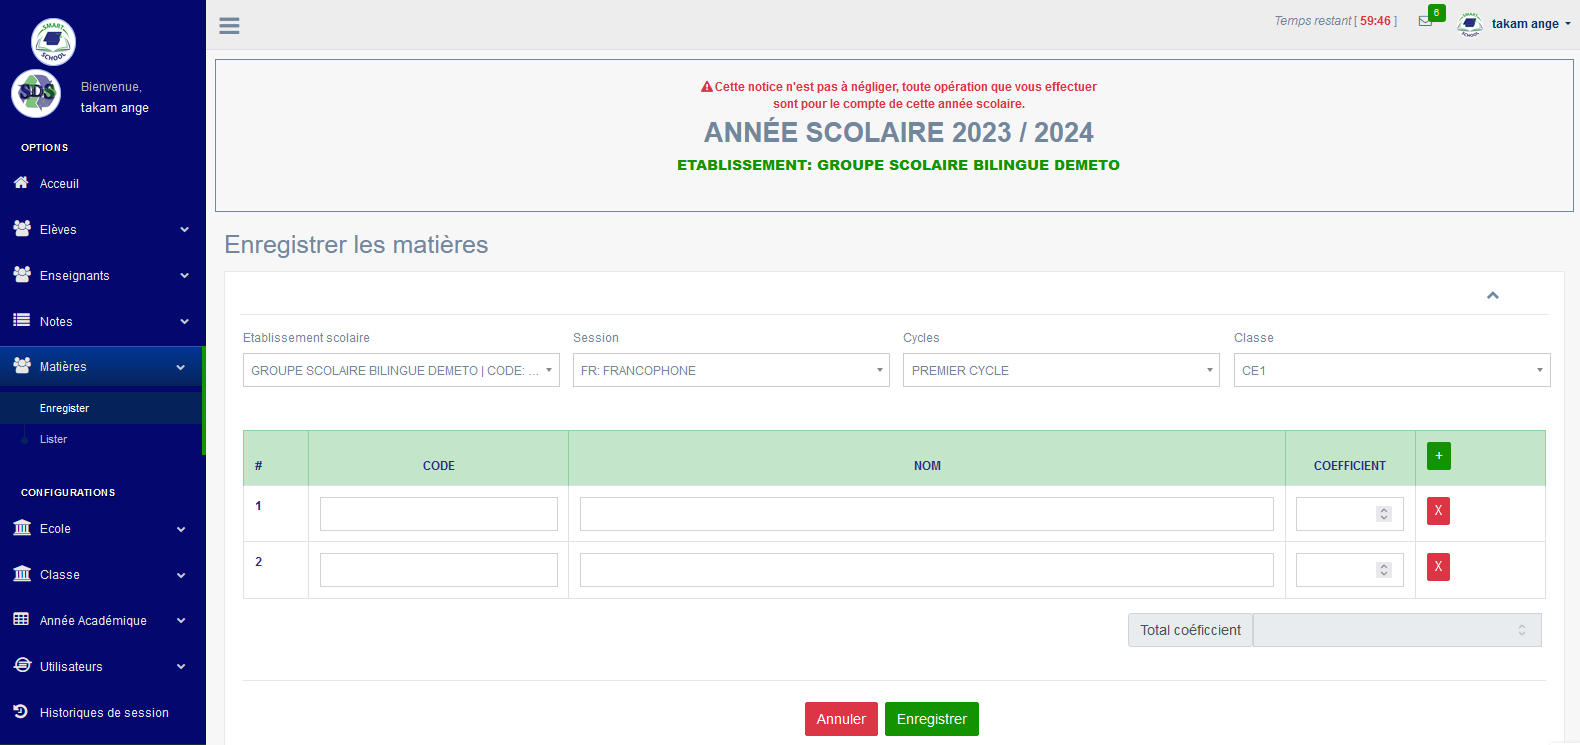 SMART
SCHOOL
SDS
Bienvenue,
takam ange
OPTIONS
Acceuil
Elèves
Enseignants
Notes
Matières
Enregister
Lister
CONFIGURATIONS
Ecole
Classe
Année Académique
Utilisateurs
Historiques de session
Temps restant [ 59:46 ]
6
takam ange
Cette notice n'est pas à négliger, toute opération que vous effectuer
sont pour le compte de cette année scolaire.
ANNÉE SCOLAIRE 2023 / 2024
ETABLISSEMENT: GROUPE SCOLAIRE BILINGUE DEMETO
Enregistrer les matières
Etablissement scolaire Session Cycles Classe
GROUPE SCOLAIRE BILINGUE DEMETO | CODE: ... FR: FRANCOPHONE PREMIER CYCLE CE1
# CODE NOM COEFFICIENT +
1 X
2 X
Total coéficcient
Annuler Enregistrer